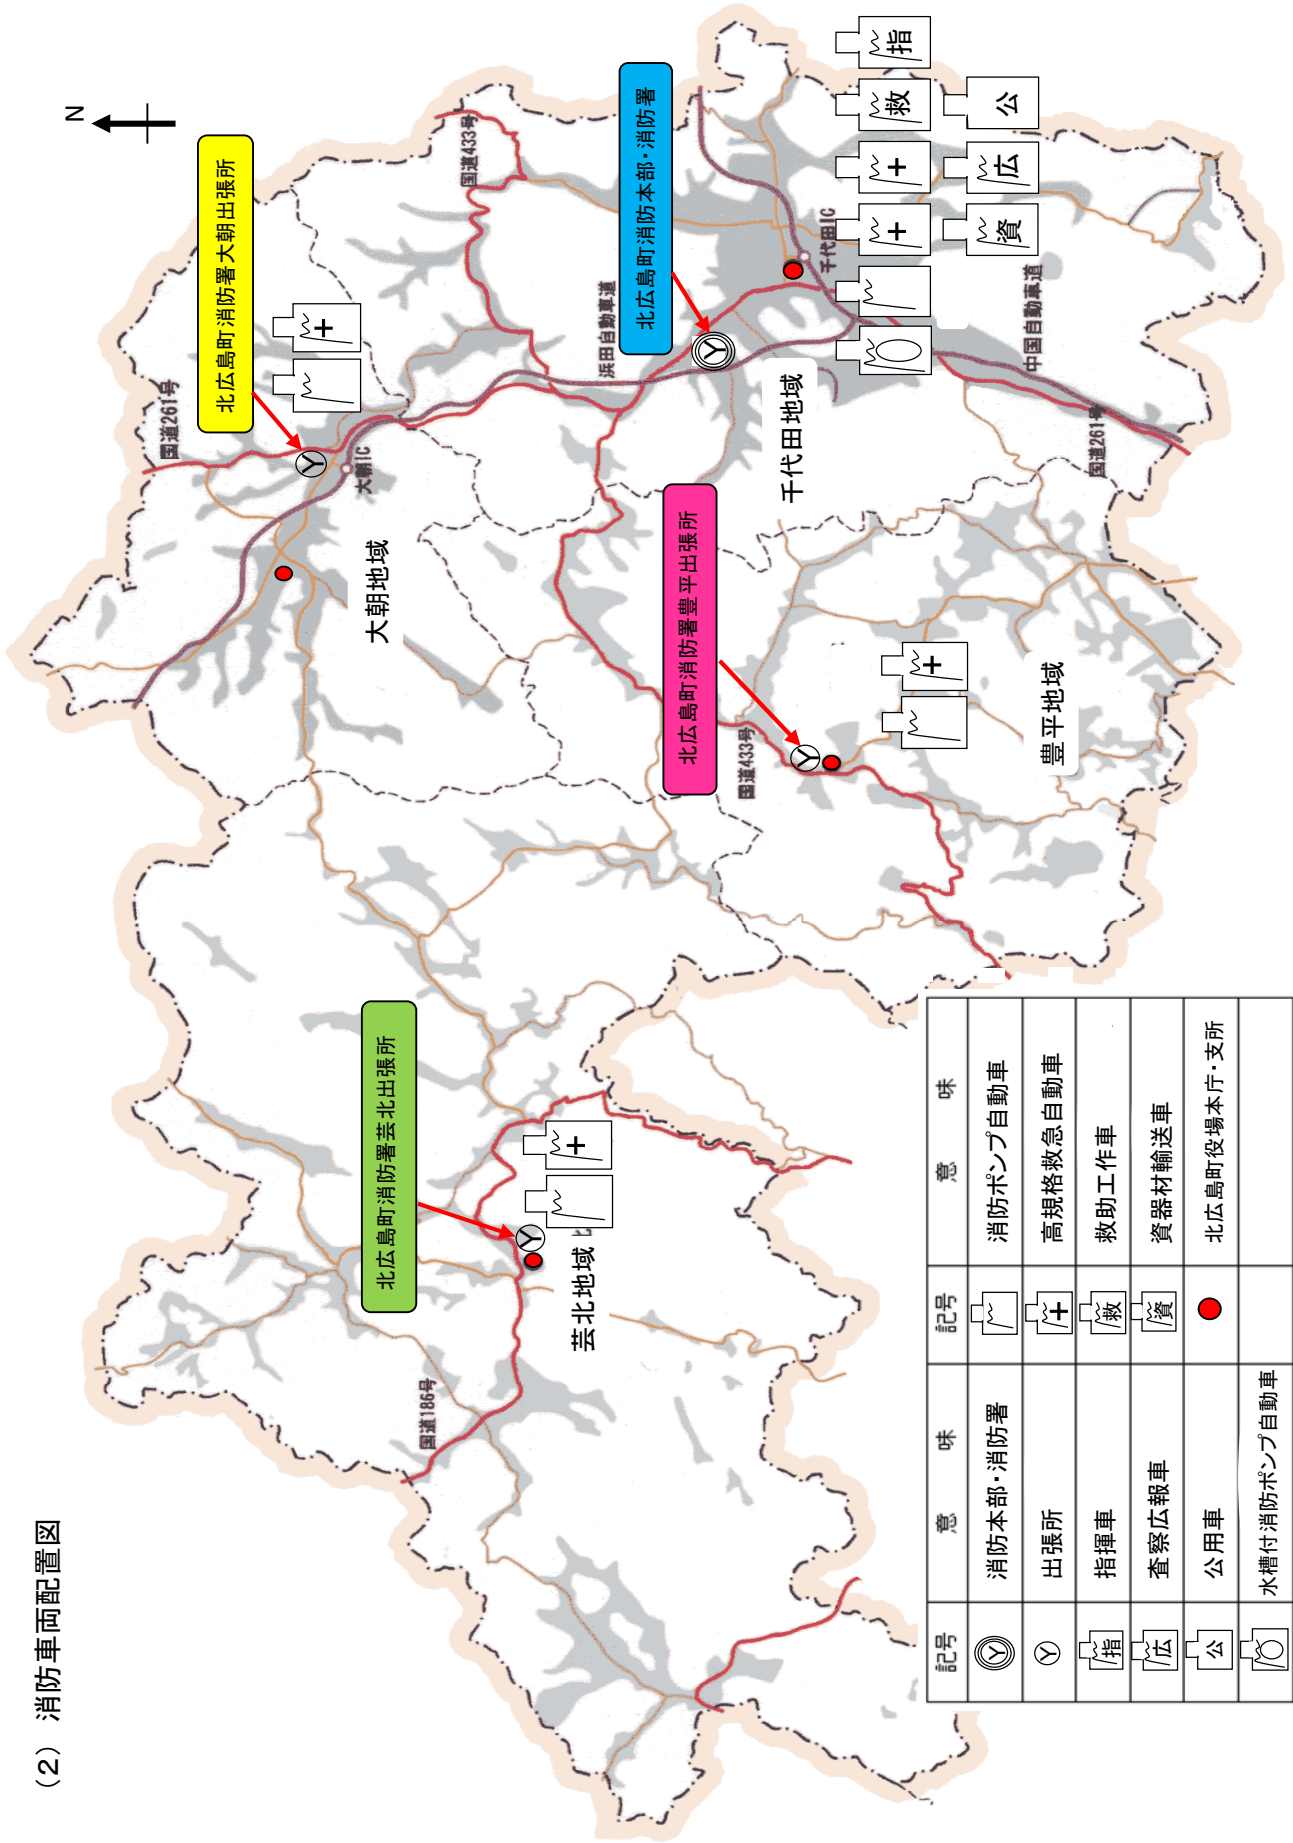 (2) 消防車両配置図
N
国道261号
北広島町消防署大朝出張所
+
Y
大朝IC
大朝地域
国道433号
浜田自動車道
北広島町消防本部・消防署
Y
千代田IC
千代田地域
+
+
救
指
資
広
公
中国自動車道
国道261号
北広島町消防署豊平出張所
国道433号
Y
+
豊平地域
北広島町消防署芸北出張所
Y
+
芸北地域
国道186号
記号 意 味 記号 意 味
Y 消防本部・消防署 消防ポンプ自動車
Y 出張所 + 高規格救急自動車
指 指揮車 救 救助工作車
広 査察広報車 資 資器材輸送車
公 公用車 北広島町役場本庁・支所
水槽付消防ポンプ自動車